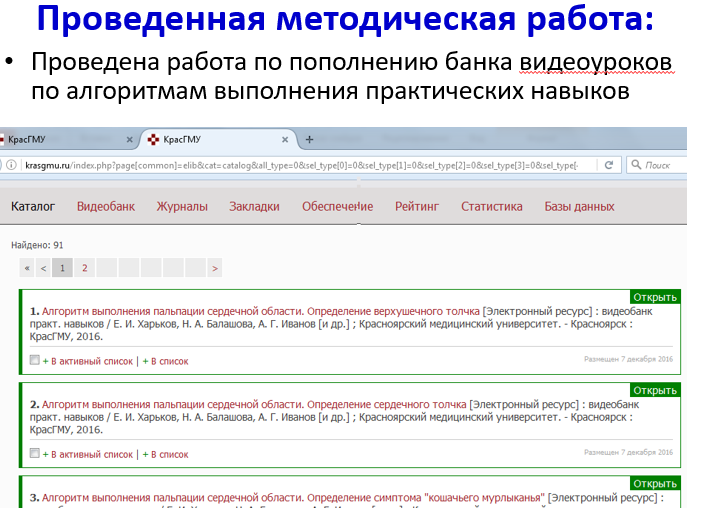 Проведенная методическая работа:
• Проведена работа по пополнению банка видеоуроков
по алгоритмам выполнения практических навыков
КрасГМУ × КрасГМУ × +
krasgmu.ru/index.php?page[common]=elib&cat=catalog&all_type=0&sel_type[0]=0&sel_type[1]=0&sel_type[2]=0&sel_type[3]=0&sel_type[- Поиск
Каталог Видеобанк Журналы Закладки Обеспечение Рейтинг Статистика Базы данных
Найдено: 91
« < 1 2 >
Открыть
1. Алгоритм выполнения пальпации сердечной области. Определение верхушечного толчка [Электронный ресурс] : видеобанк
практ. навыков / Е. И. Харьков, Н. А. Балашова, А. Г. Иванов [и др.] ; Красноярский медицинский университет. - Красноярск :
КрасГМУ, 2016.
+ В активный список | + В список Размещен 7 декабря 2016
Открыть
2. Алгоритм выполнения пальпации сердечной области. Определение сердечного толчка [Электронный ресурс] : видеобанк
практ. навыков / Е. И. Харьков, Н. А. Балашова, А. Г. Иванов [и др.] ; Красноярский медицинский университет. - Красноярск :
КрасГМУ, 2016.
+ В активный список | + В список Размещен 7 декабря 2016
Открыть
3. Алгоритм выполнения пальпации сердечной области. Определение симптома "кошачьего мурлыканья" [Электронный ресурс] :